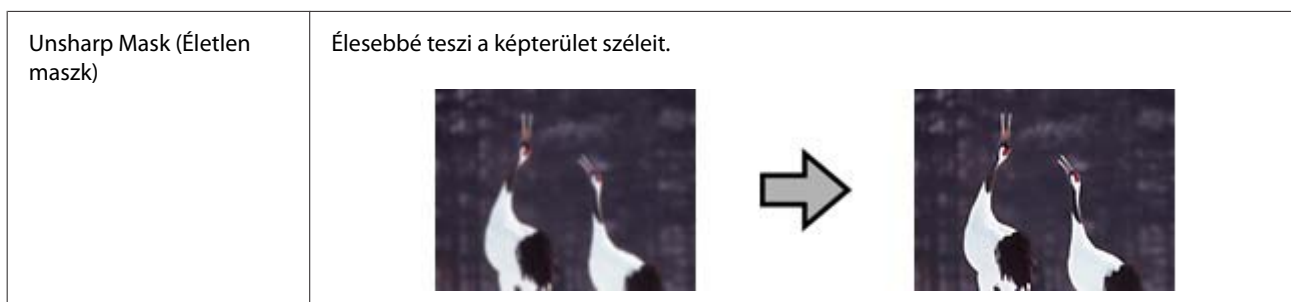 Unsharp Mask (Életlen
maszk)
Élesebbé teszi a képterület széleit.